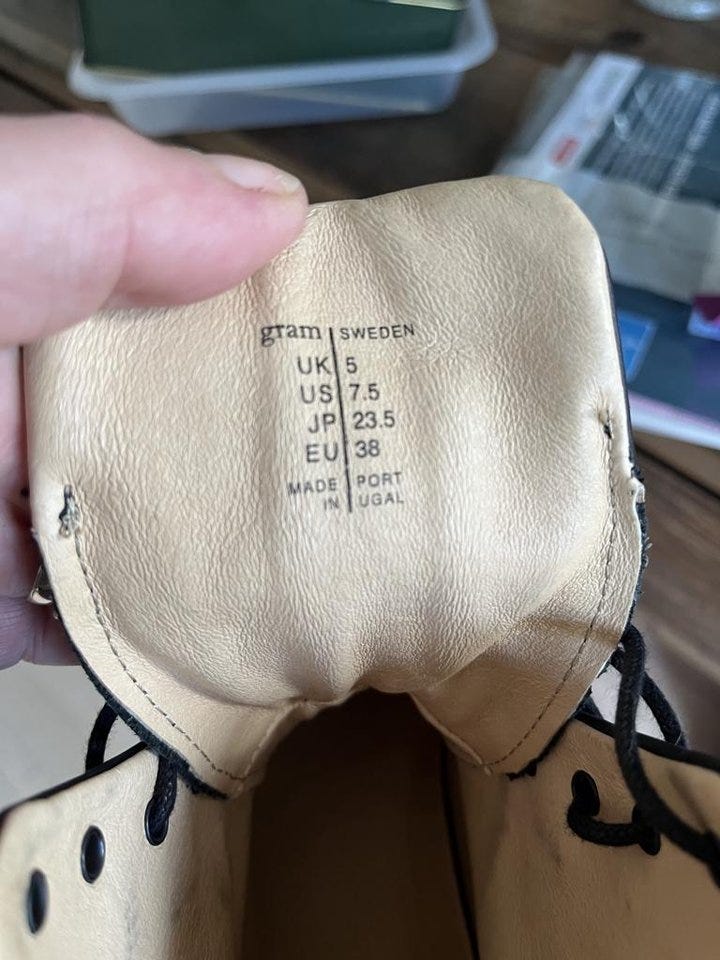 gram | SWEDEN
UK | 5
US | 7.5
JP | 23.5
EU | 38
MADE | PORT
IN | UGAL